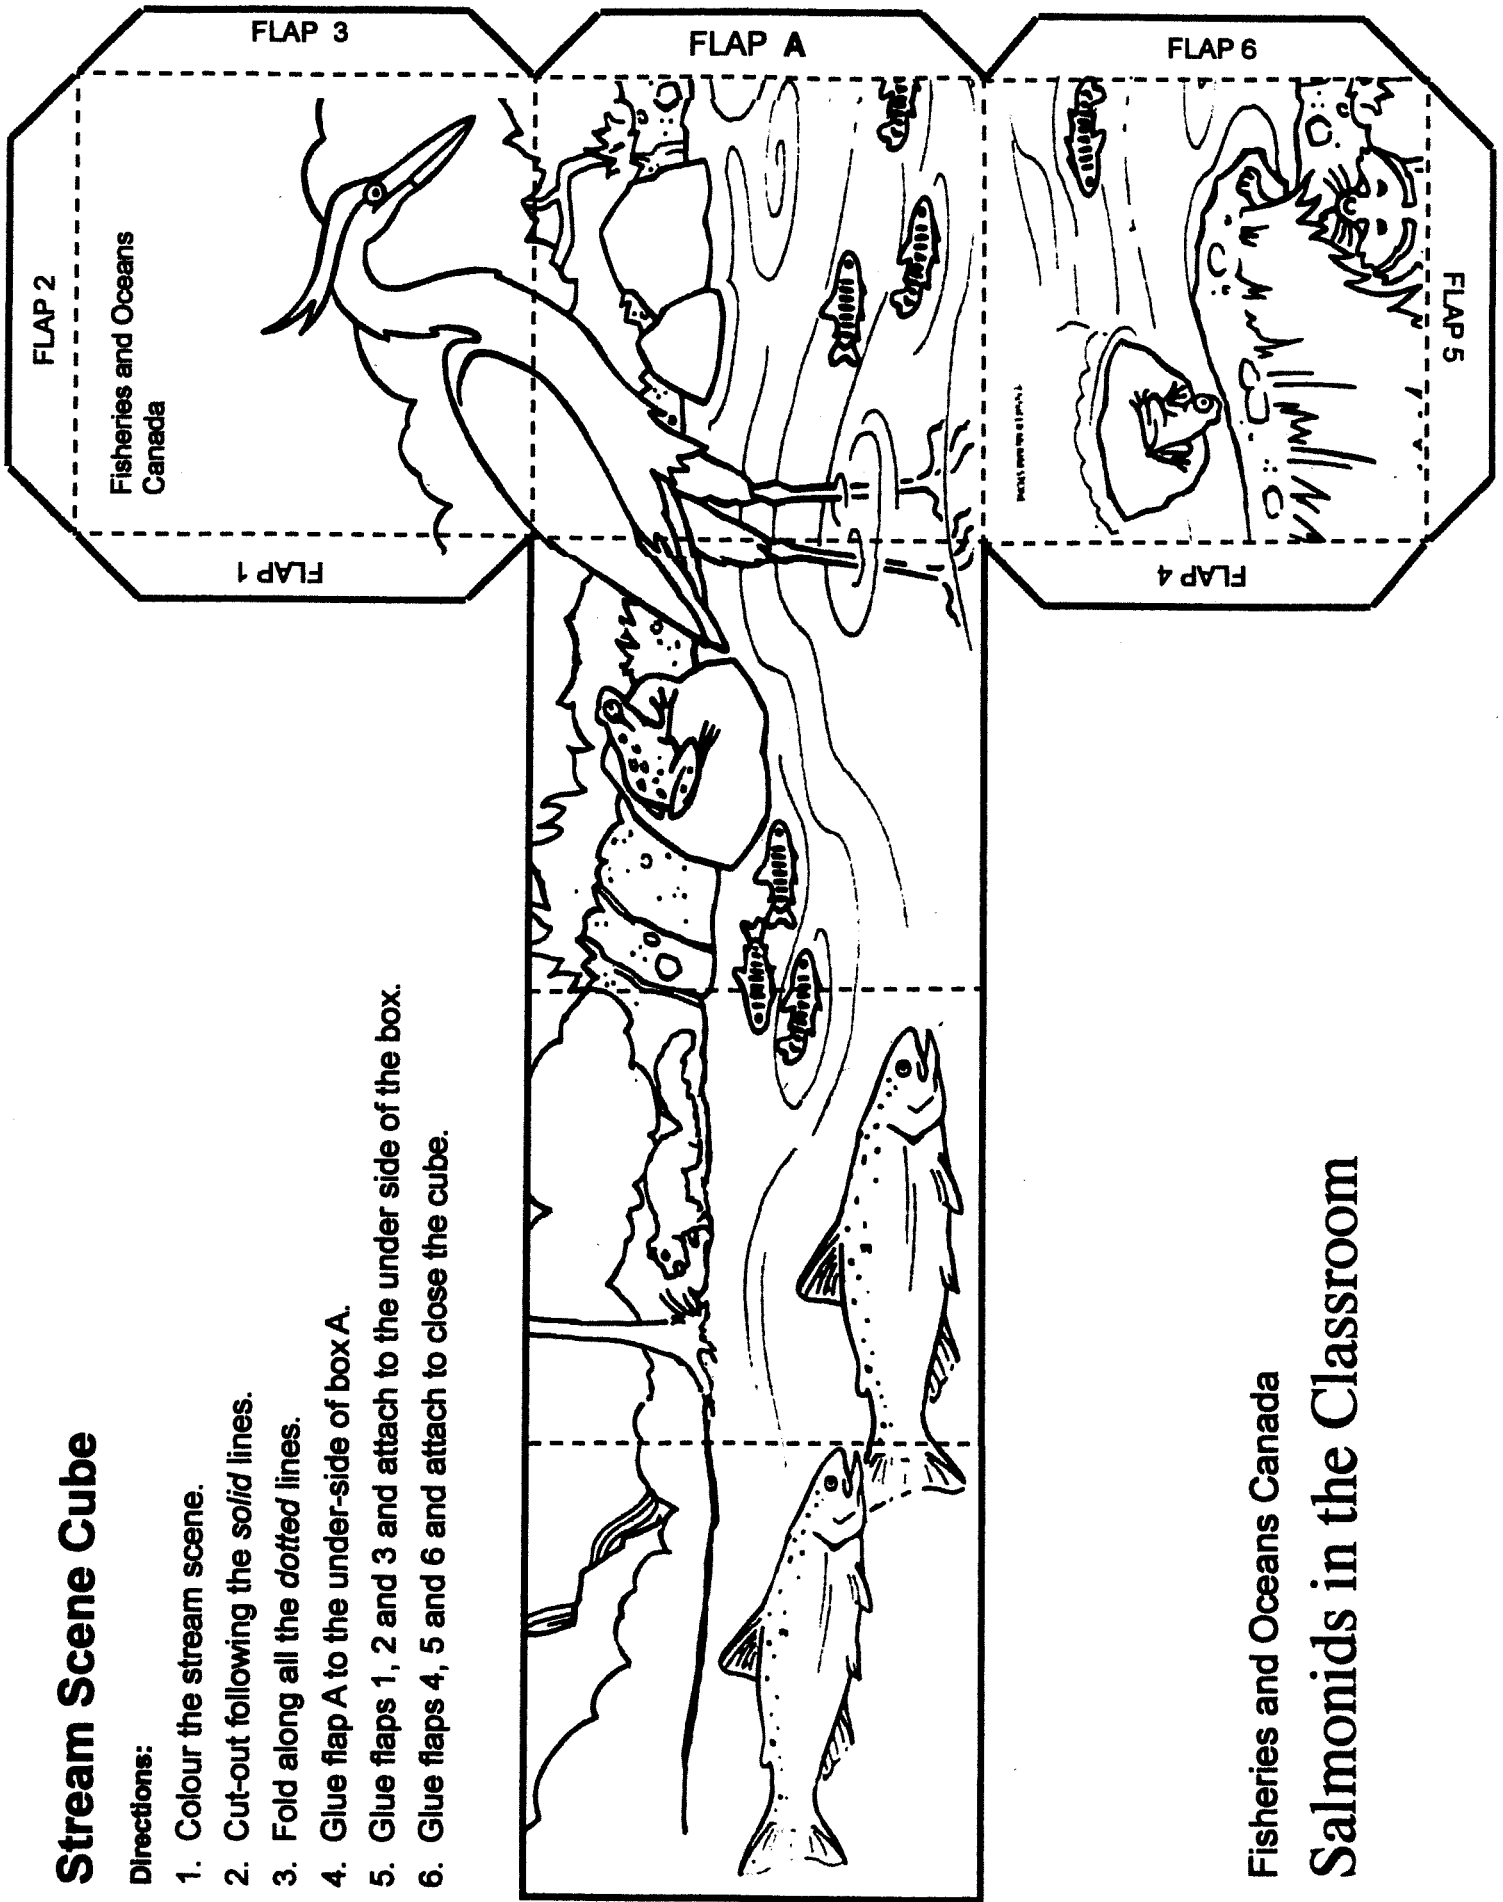 Stream Scene Cube
Directions:
1. Colour the stream scene.
2. Cut-out following the solid lines.
3. Fold along all the dotted lines.
4. Glue flap A to the under-side of box A.
5. Glue flaps 1, 2 and 3 and attach to the under side of the box.
6. Glue flaps 4, 5 and 6 and attach to close the cube.
FLAP 2
FLAP 1
FLAP 3
Fisheries and Oceans
Canada
FLAP A
FLAP 4
FLAP 6
FLAP 5
Fisheries and Oceans Canada
Salmonids in the Classroom